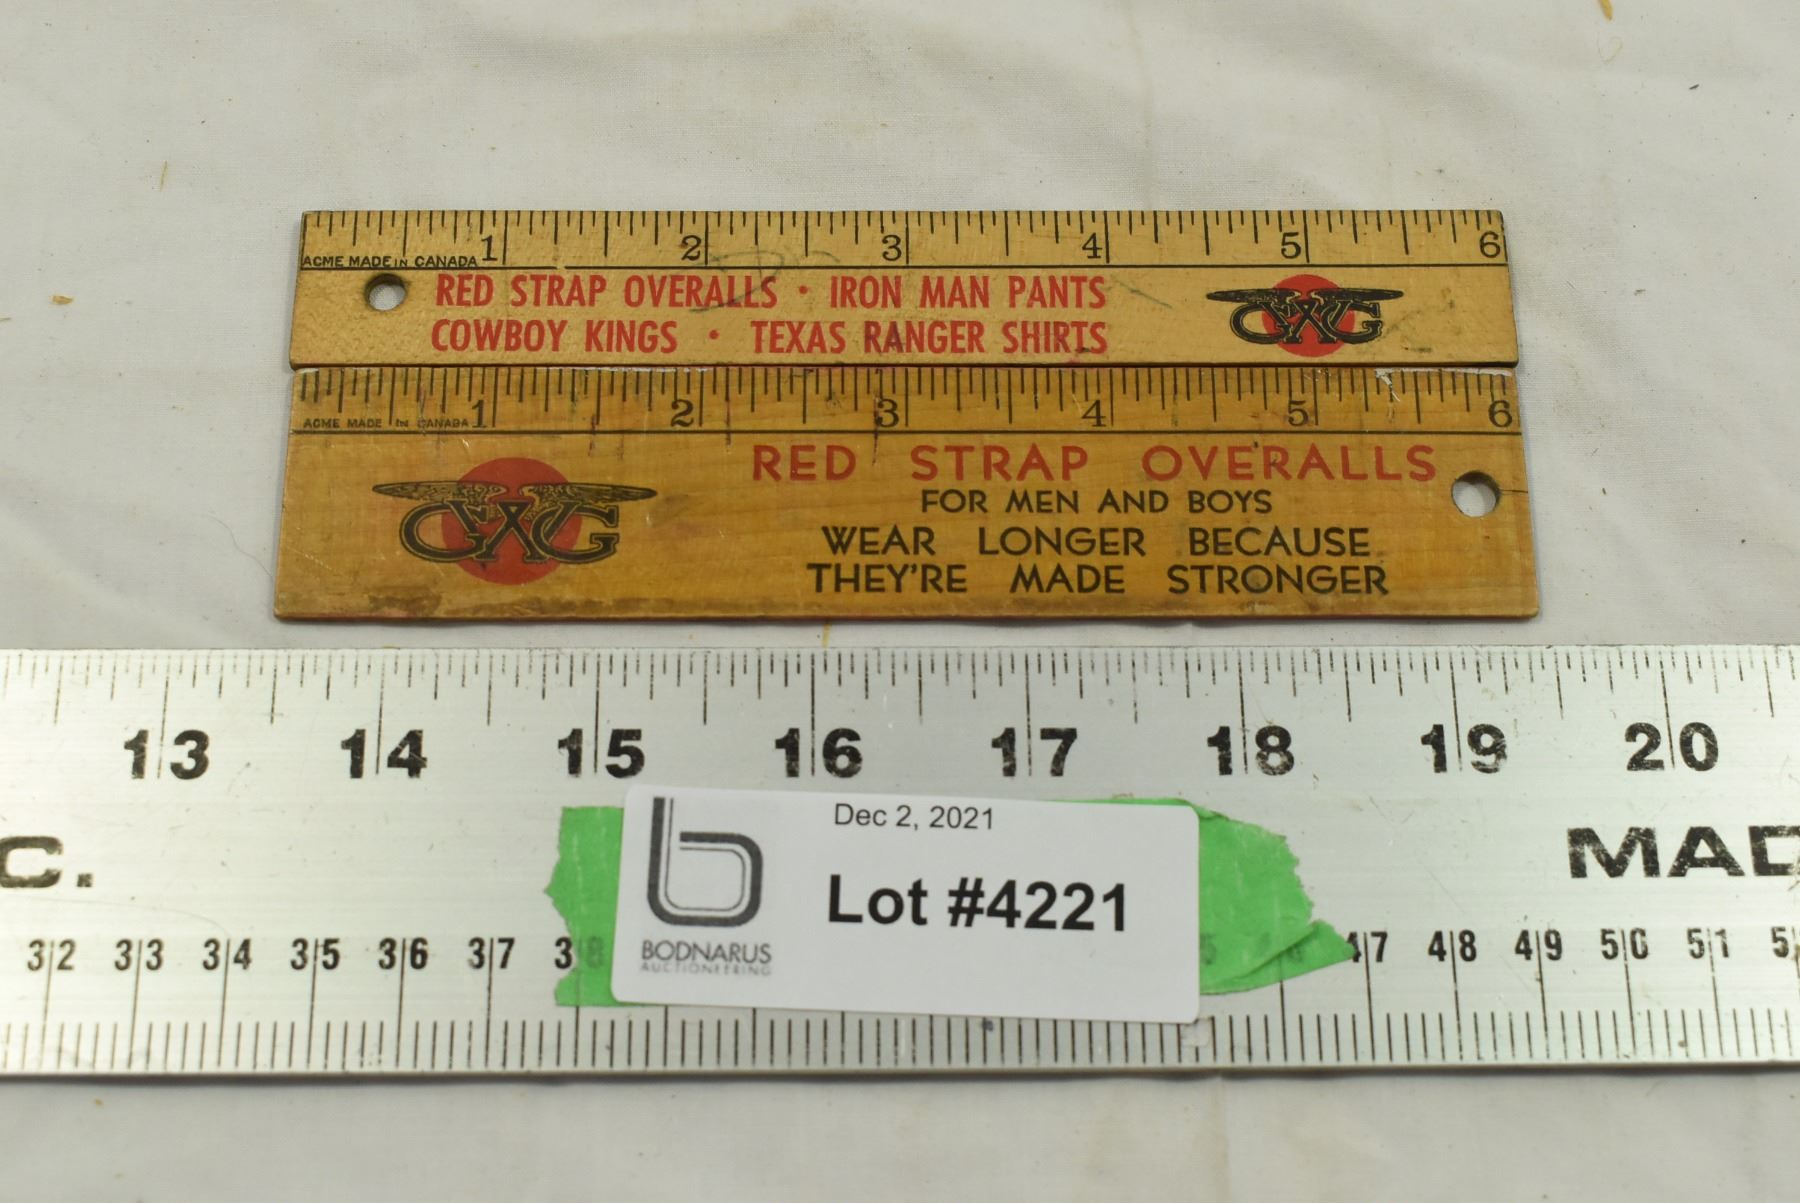 1 2 3 4 5 6
ACME MADE IN CANADA
RED STRAP OVERALLS · IRON MAN PANTS
COWBOY KINGS · TEXAS RANGER SHIRTS
GWG
1 2 3 4 5 6
ACME MADE IN CANADA
GWG
RED STRAP OVERALLS
FOR MEN AND BOYS
WEAR LONGER BECAUSE
THEY'RE MADE STRONGER
13 14 15 16 17 18 19 20
Dec 2, 2021
Lot #4221
BODNARUS
AUCTIONEERING
C. MAD
32 33 34 35 36 37 38 47 48 49 50 51